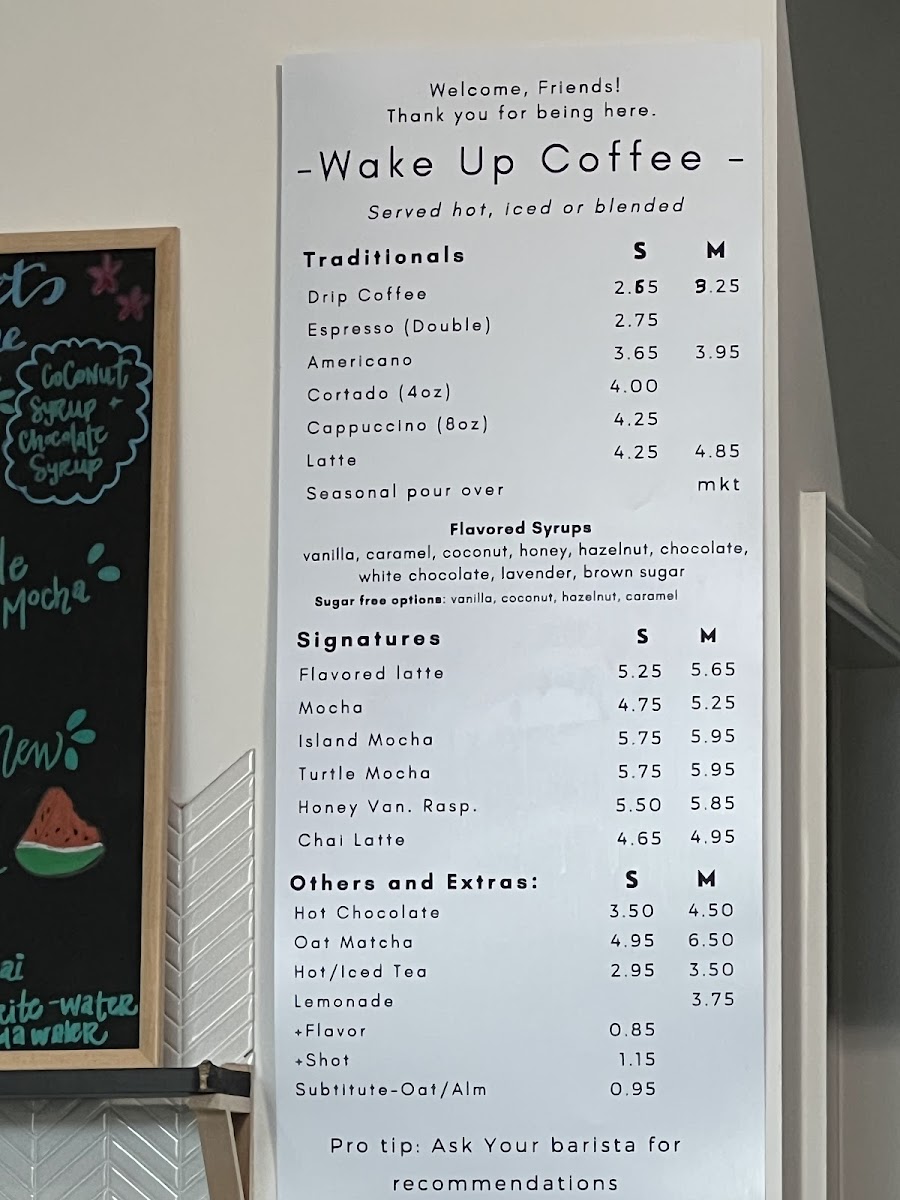 Welcome, Friends!
Thank you for being here.
-Wake Up Coffee -
Served hot, iced or blended
Traditionals S M
Drip Coffee 2.65 3.25
Espresso (Double) 2.75
Americano 3.65 3.95
Cortado (4oz) 4.00
Cappuccino (8oz) 4.25
Latte 4.25 4.85
Seasonal pour over mkt
Flavored Syrups
vanilla, caramel, coconut, honey, hazelnut, chocolate,
white chocolate, lavender, brown sugar
Sugar free options: vanilla, coconut, hazelnut, caramel
Signatures S M
Flavored latte 5.25 5.65
Mocha 4.75 5.25
Island Mocha 5.75 5.95
Turtle Mocha 5.75 5.95
Honey Van. Rasp. 5.50 5.85
Chai Latte 4.65 4.95
Others and Extras: S M
Hot Chocolate 3.50 4.50
Oat Matcha 4.95 6.50
Hot/Iced Tea 2.95 3.50
Lemonade 3.75
+Flavor 0.85
+Shot 1.15
Subtitute-Oat/Alm 0.95
Pro tip: Ask Your barista for
recommendations
Coconut
Syrup +
Chocolate
Syrup
Mocha
new
-water